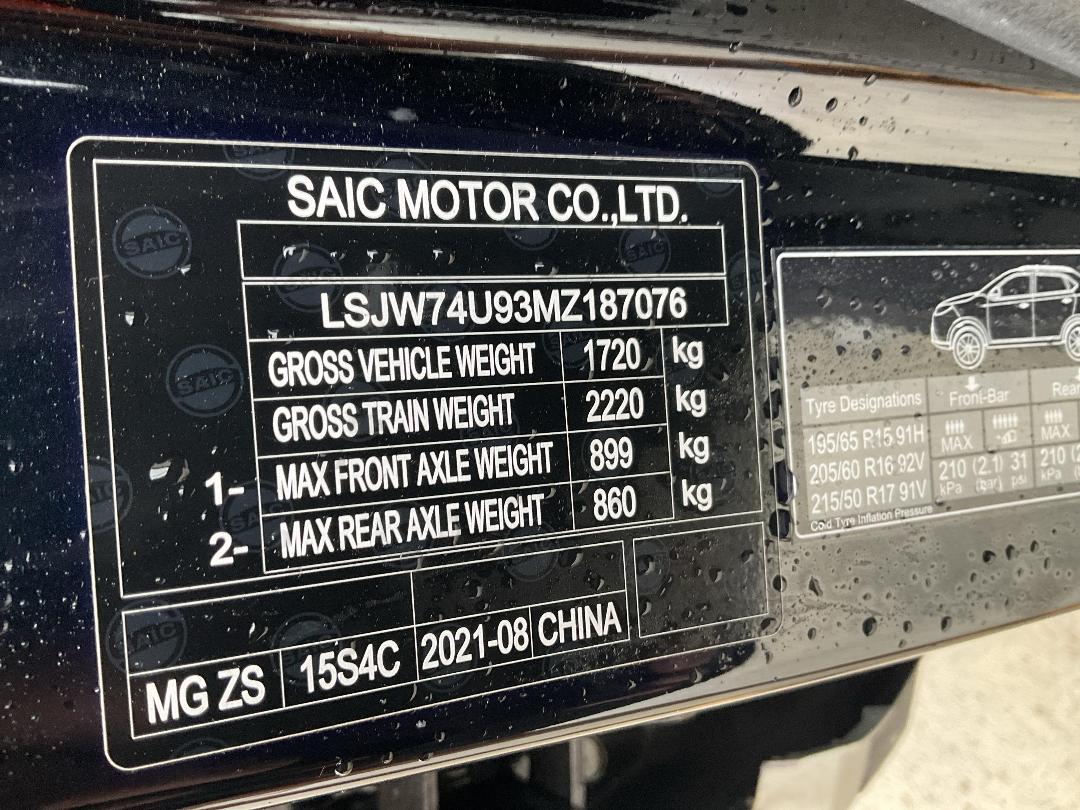 SAIC MOTOR CO.,LTD.
LSJW74U93MZ187076
GROSS VEHICLE WEIGHT 1720 kg
GROSS TRAIN WEIGHT 2220 kg
1- MAX FRONT AXLE WEIGHT 899 kg
2- MAX REAR AXLE WEIGHT 860 kg
MG ZS 15S4C 2021-08 CHINA
SAIC
SAIC
SAIC
Tyre Designations Front-Bar
MAX MAX
195/65 R15 91H
205/60 R16 92V
215/50 R17 91V
210 (2.1) 31 210
kPa (bar) psi kPa
Cold Tyre Inflation Pressure